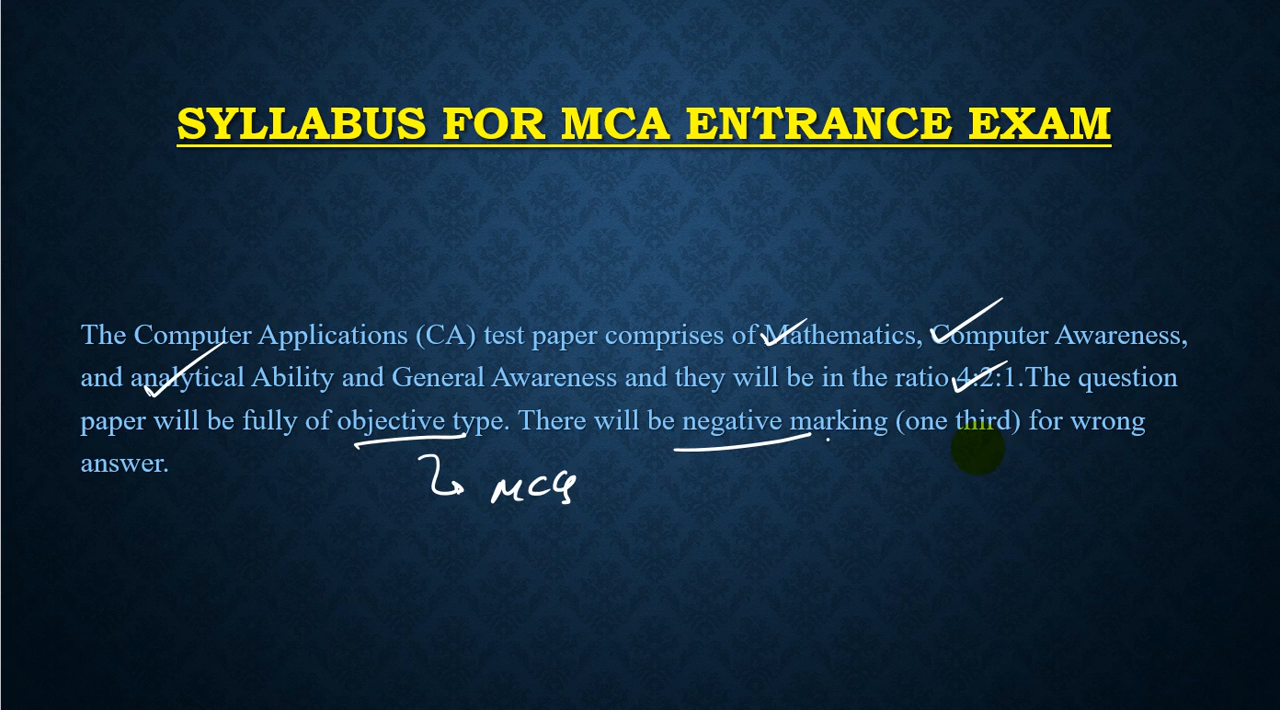 SYLLABUS FOR MCA ENTRANCE EXAM
The Computer Applications (CA) test paper comprises of Mathematics, Computer Awareness,
and analytical Ability and General Awareness and they will be in the ratio 4:2:1.The question
paper will be fully of objective type. There will be negative marking (one third) for wrong
answer.
MCQ